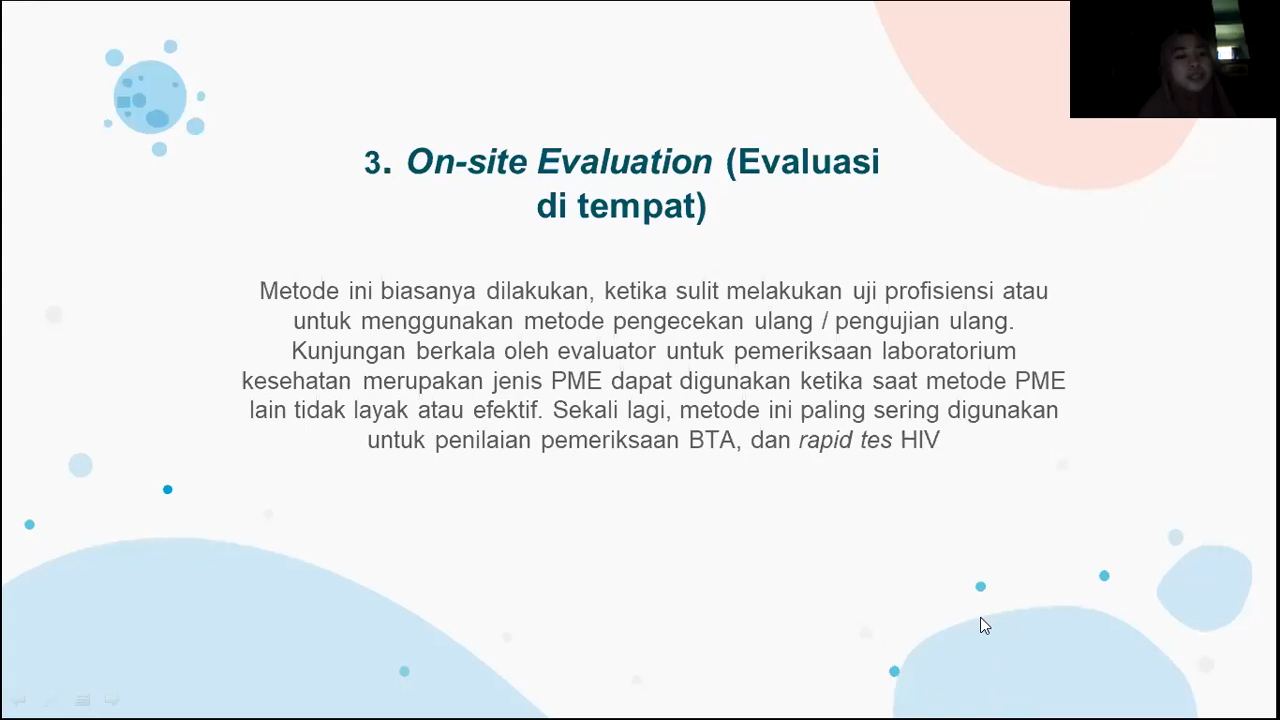 3. On-site Evaluation (Evaluasi
di tempat)
Metode ini biasanya dilakukan, ketika sulit melakukan uji profisiensi atau
untuk menggunakan metode pengecekan ulang / pengujian ulang.
Kunjungan berkala oleh evaluator untuk pemeriksaan laboratorium
kesehatan merupakan jenis PME dapat digunakan ketika saat metode PME
lain tidak layak atau efektif. Sekali lagi, metode ini paling sering digunakan
untuk penilaian pemeriksaan BTA, dan rapid tes HIV